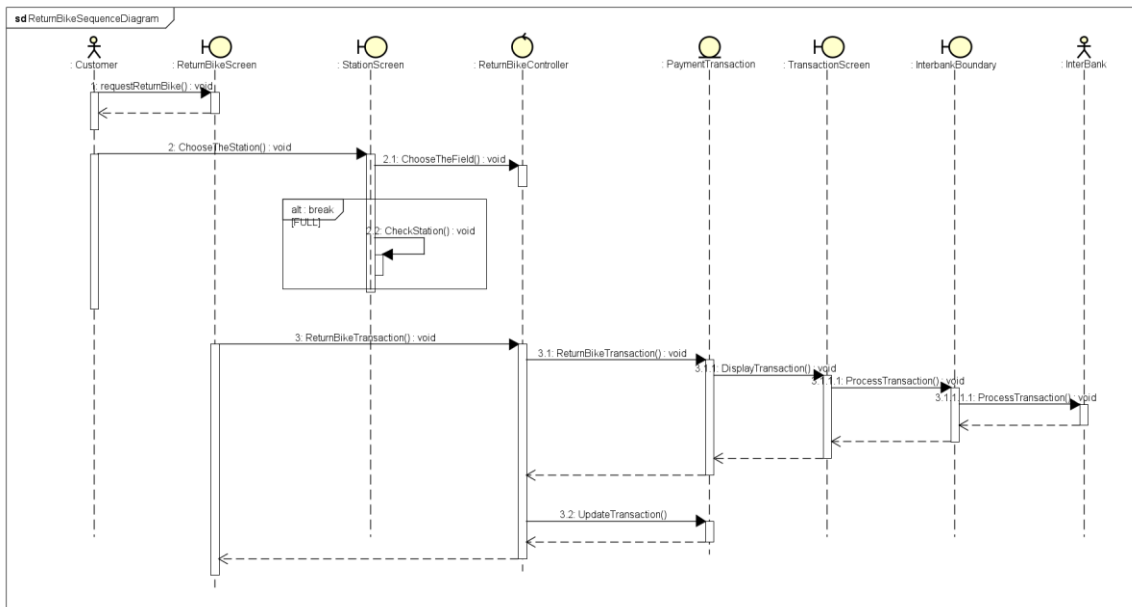 sd ReturnBikeSequenceDiagram
: Customer
: ReturnBikeScreen
: StationScreen
: ReturnBikeController
: PaymentTransaction
: TransactionScreen
: InterbankBoundary
: InterBank
1: requestReturnBike() : void
2: ChooseTheStation() : void
2.1: ChooseTheField() : void
alt : break
[FULL]
2.2: CheckStation() : void
3: ReturnBikeTransaction() : void
3.1: ReturnBikeTransaction() : void
3.1.1: DisplayTransaction() : void
3.1.1.1: ProcessTransaction() : void
3.1.1.1.1: ProcessTransaction() : void
3.2: UpdateTransaction()